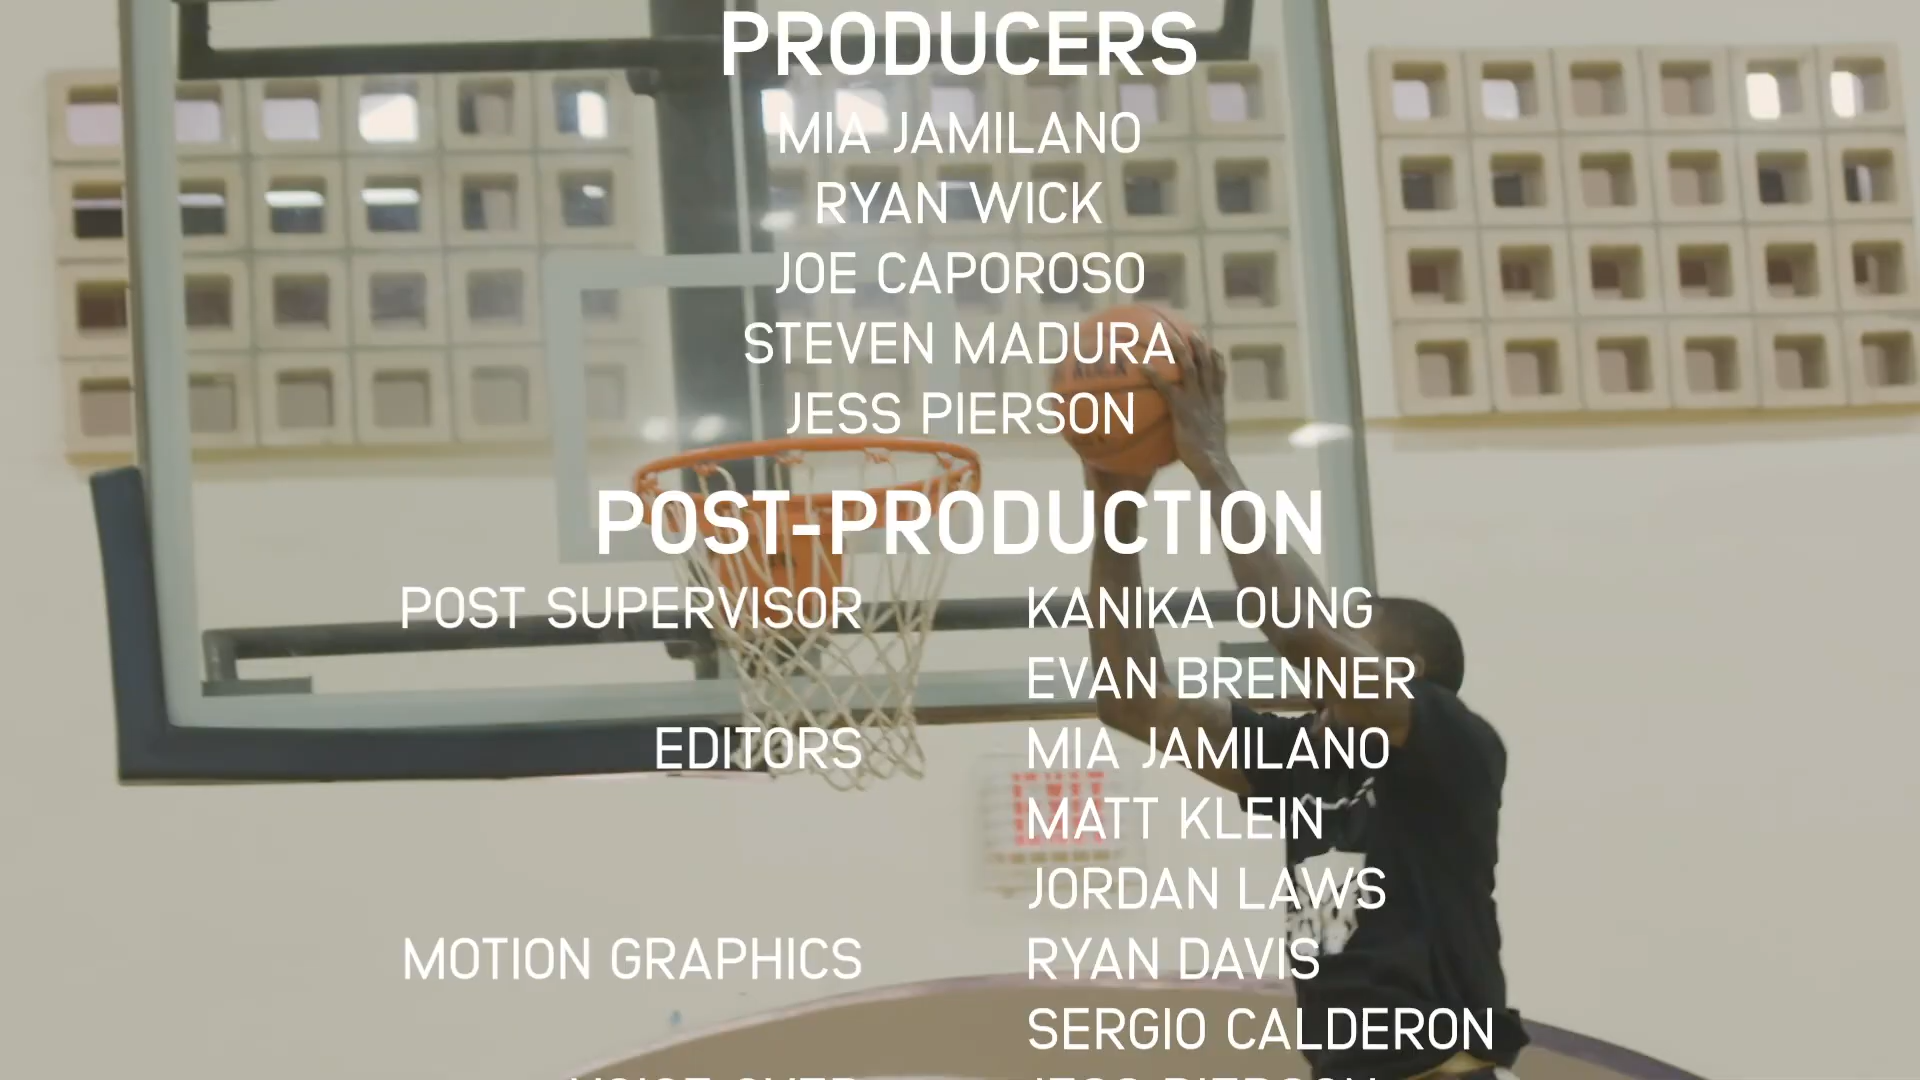 PRODUCERS
MIA JAMILANO
RYAN WICK
JOE CAPOROSO
STEVEN MADURA
JESS PIERSON
POST-PRODUCTION
POST SUPERVISOR KANIKA OUNG
EVAN BRENNER
EDITORS MIA JAMILANO
MATT KLEIN
JORDAN LAWS
MOTION GRAPHICS RYAN DAVIS
SERGIO CALDERON